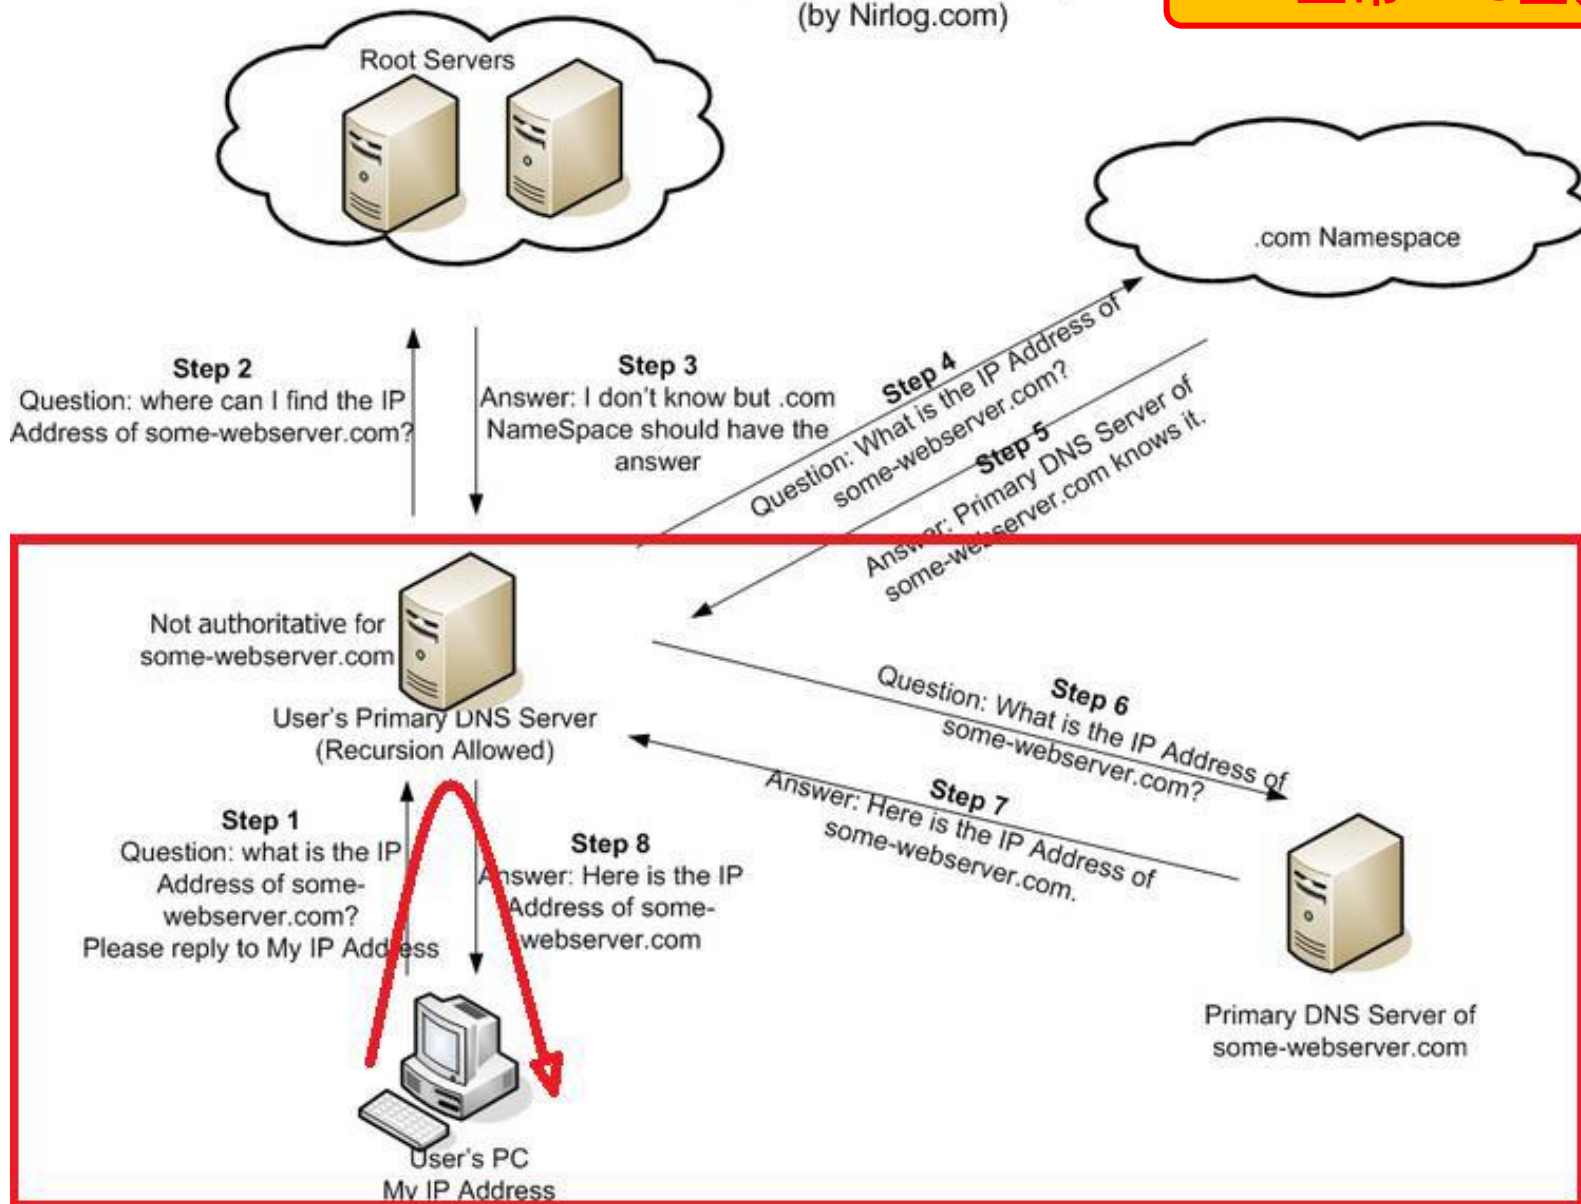 (by Nirlog.com)
Root Servers
.com Namespace
Step 2
Question: where can I find the IP
Address of some-webserver.com?
Step 3
Answer: I don't know but .com
NameSpace should have the
answer
Step 4
Question: What is the IP Address of
some-webserver.com?
Step 5
Answer: Primary DNS Server of
some-webserver.com knows it.
Not authoritative for
some-webserver.com
User's Primary DNS Server
(Recursion Allowed)
Step 6
Question: What is the IP Address of
some-webserver.com?
Step 7
Answer: Here is the IP Address of
some-webserver.com.
Step 1
Question: what is the IP
Address of some-
webserver.com?
Please reply to My IP Address
Step 8
Answer: Here is the IP
Address of some-
webserver.com
Primary DNS Server of
some-webserver.com
User's PC
My IP Address